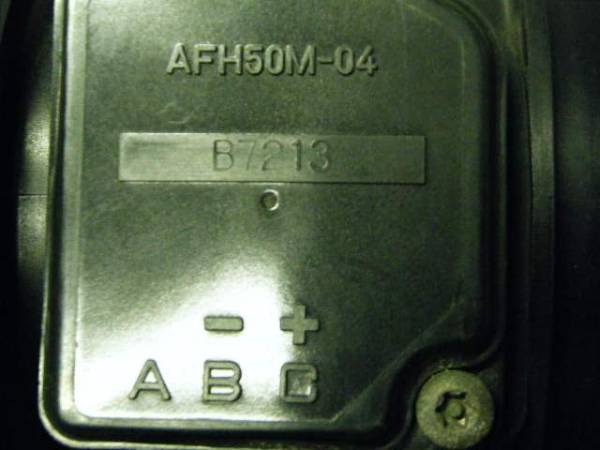 AFH50M-04
B7213
- +
A B C